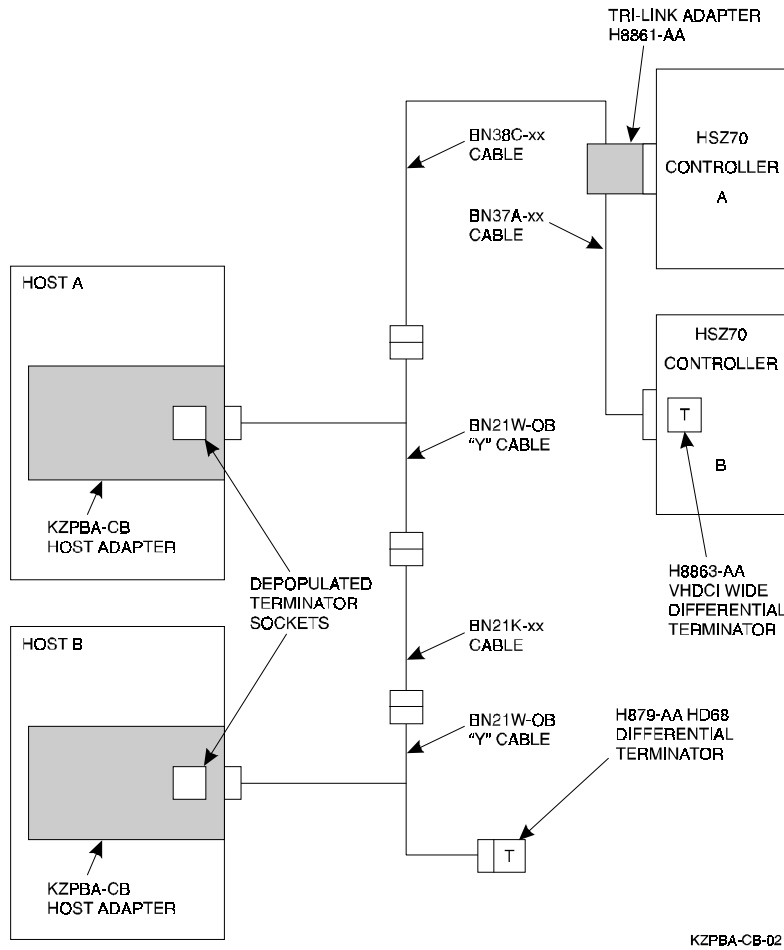 TRI-LINK ADAPTER
H8861-AA
HSZ70
CONTROLLER
A
BN38C-xx
CABLE
BN37A-xx
CABLE
HOST A
HSZ70
CONTROLLER
T
B
BN21W-OB
"Y" CABLE
KZPBA-CB
HOST ADAPTER
DEPOPULATED
TERMINATOR
SOCKETS
H8863-AA
VHDCI WIDE
DIFFERENTIAL
TERMINATOR
HOST B
BN21K-xx
CABLE
BN21W-OB
"Y" CABLE
H879-AA HD68
DIFFERENTIAL
TERMINATOR
T
KZPBA-CB
HOST ADAPTER
KZPBA-CB-02